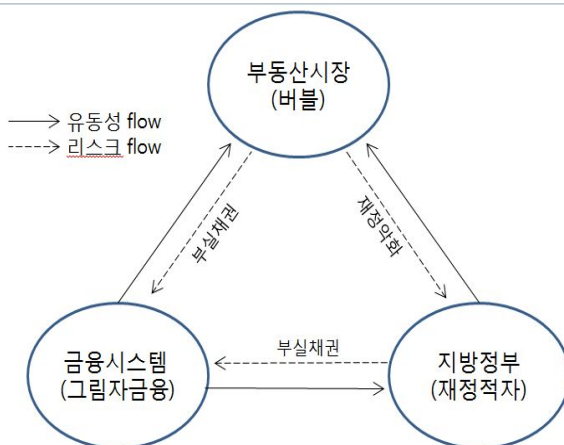 부동산시장
(버블)
유동성 flow
리스크 flow
부실채권
재정악화
부실채권
금융시스템
(그림자금융)
지방정부
(재정적자)